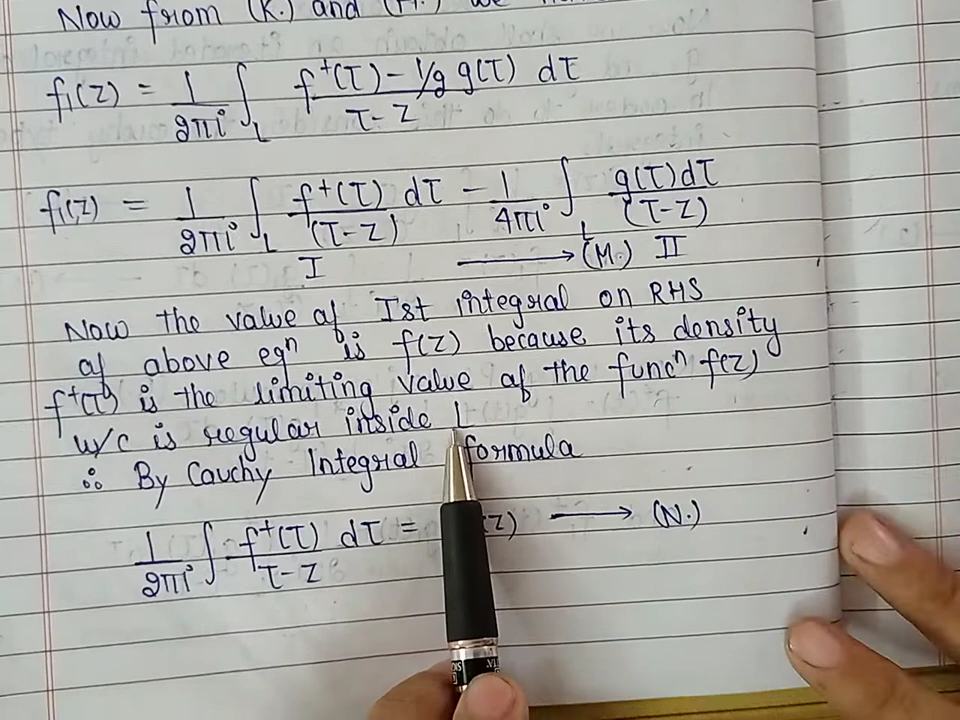 Now from (K.) and
f₁(z) = 1/2πi ∫_L f⁺(τ) - 1/2 g(τ) dτ / τ - z
f₁(z) = 1/2πi ∫_L f⁺(τ) dτ / (τ - z) - 1/4πi ∫_L g(τ)dτ / (τ - z)
I → (M.) II
Now the value of Ist integral on RHS
of above eqⁿ is f(z) because its density
f⁺(τ) is the limiting value of the funcⁿ f(z)
w/c is regular inside L
∴ By Cauchy Integral formula
1/2πi ∫ f⁺(τ) dτ / τ - z = (z) → (N.)